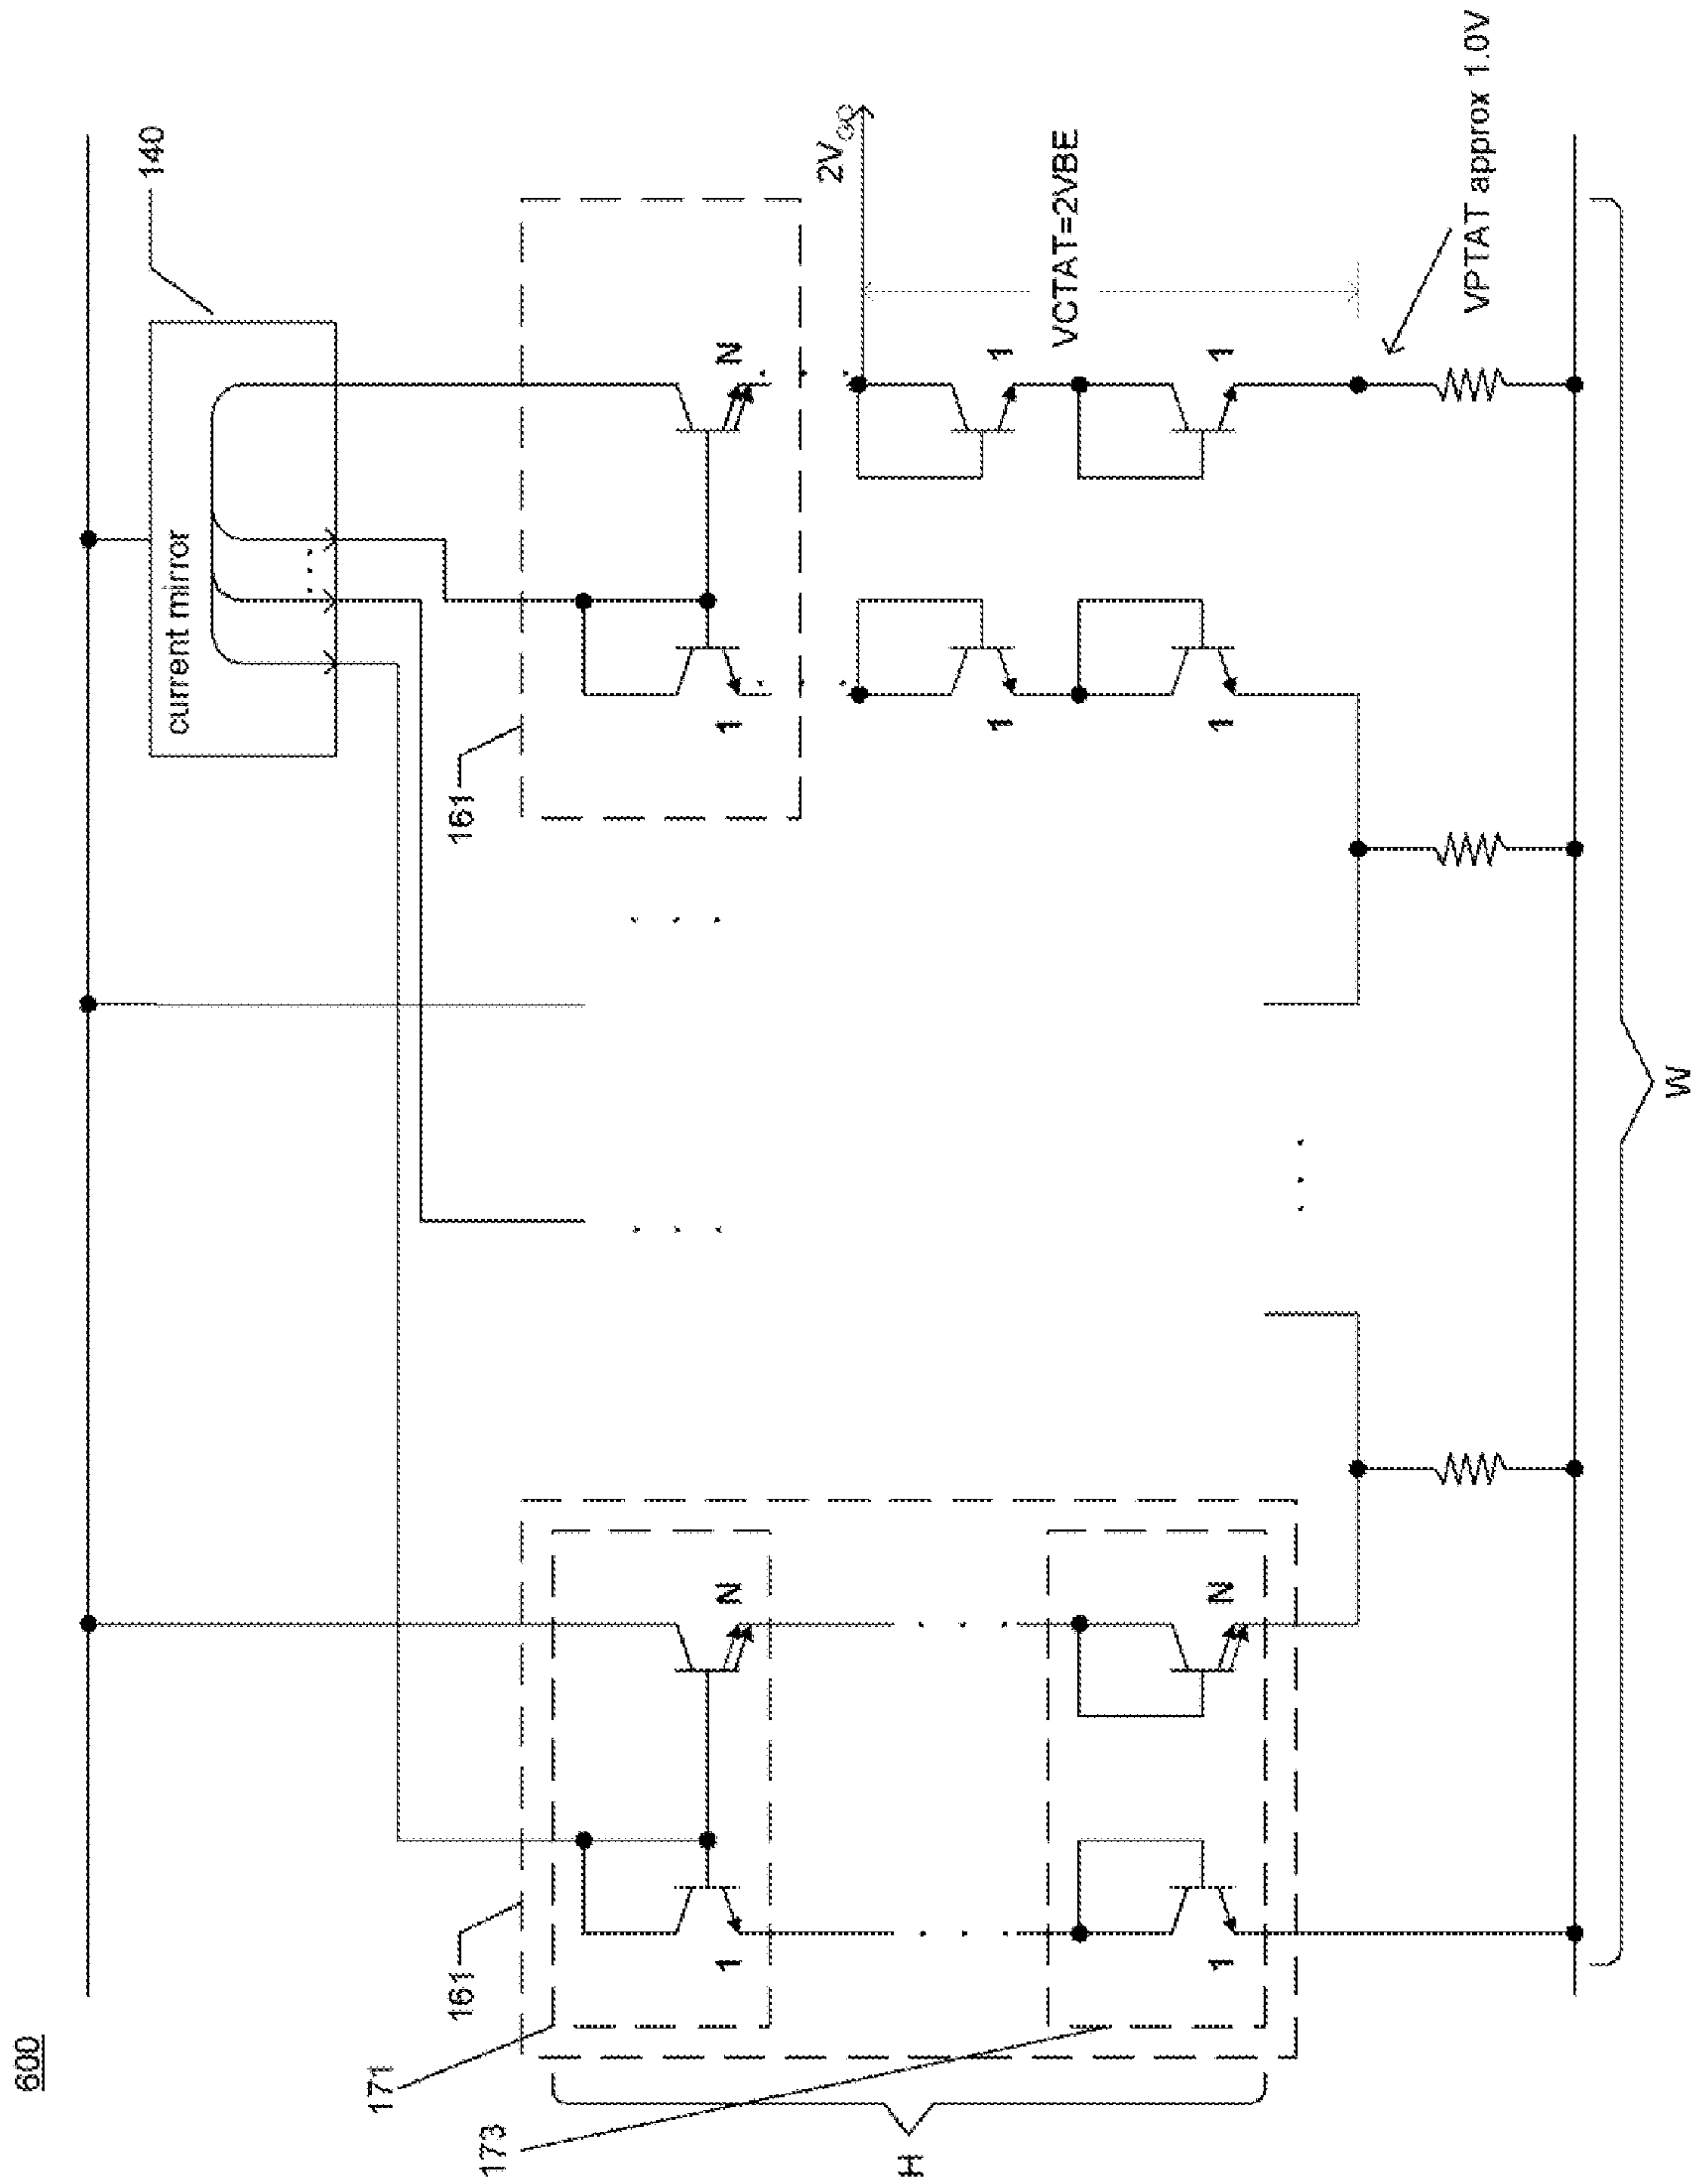 600
140
current mirror
161
N
1
2V_GO
1
1
VCTAT=2VBE
1
1
VPTAT approx 1.0V
161
171
173
N
1
N
1
H
W